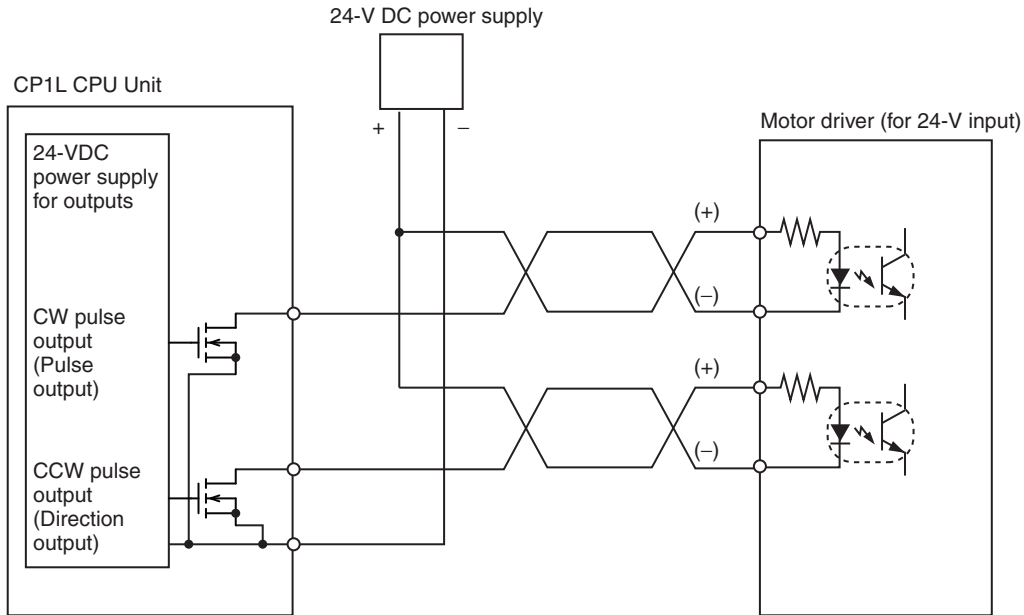 24-V DC power supply
CP1L CPU Unit
+ −
Motor driver (for 24-V input)
24-VDC
power supply
for outputs
(+)
(−)
CW pulse
output
(Pulse
output)
(+)
(−)
CCW pulse
output
(Direction
output)